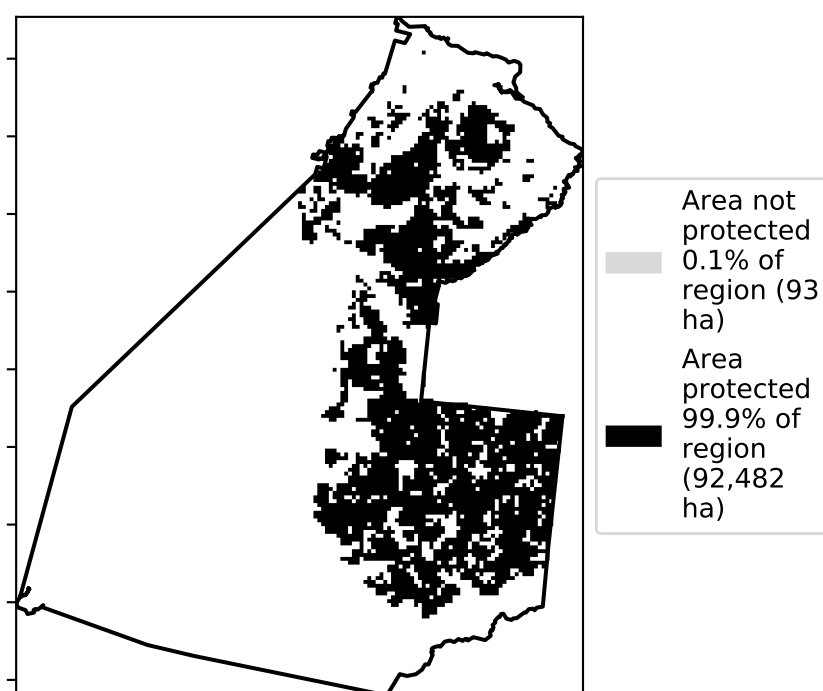 Area not
protected
0.1% of
region (93
ha)
Area
protected
99.9% of
region
(92,482
ha)